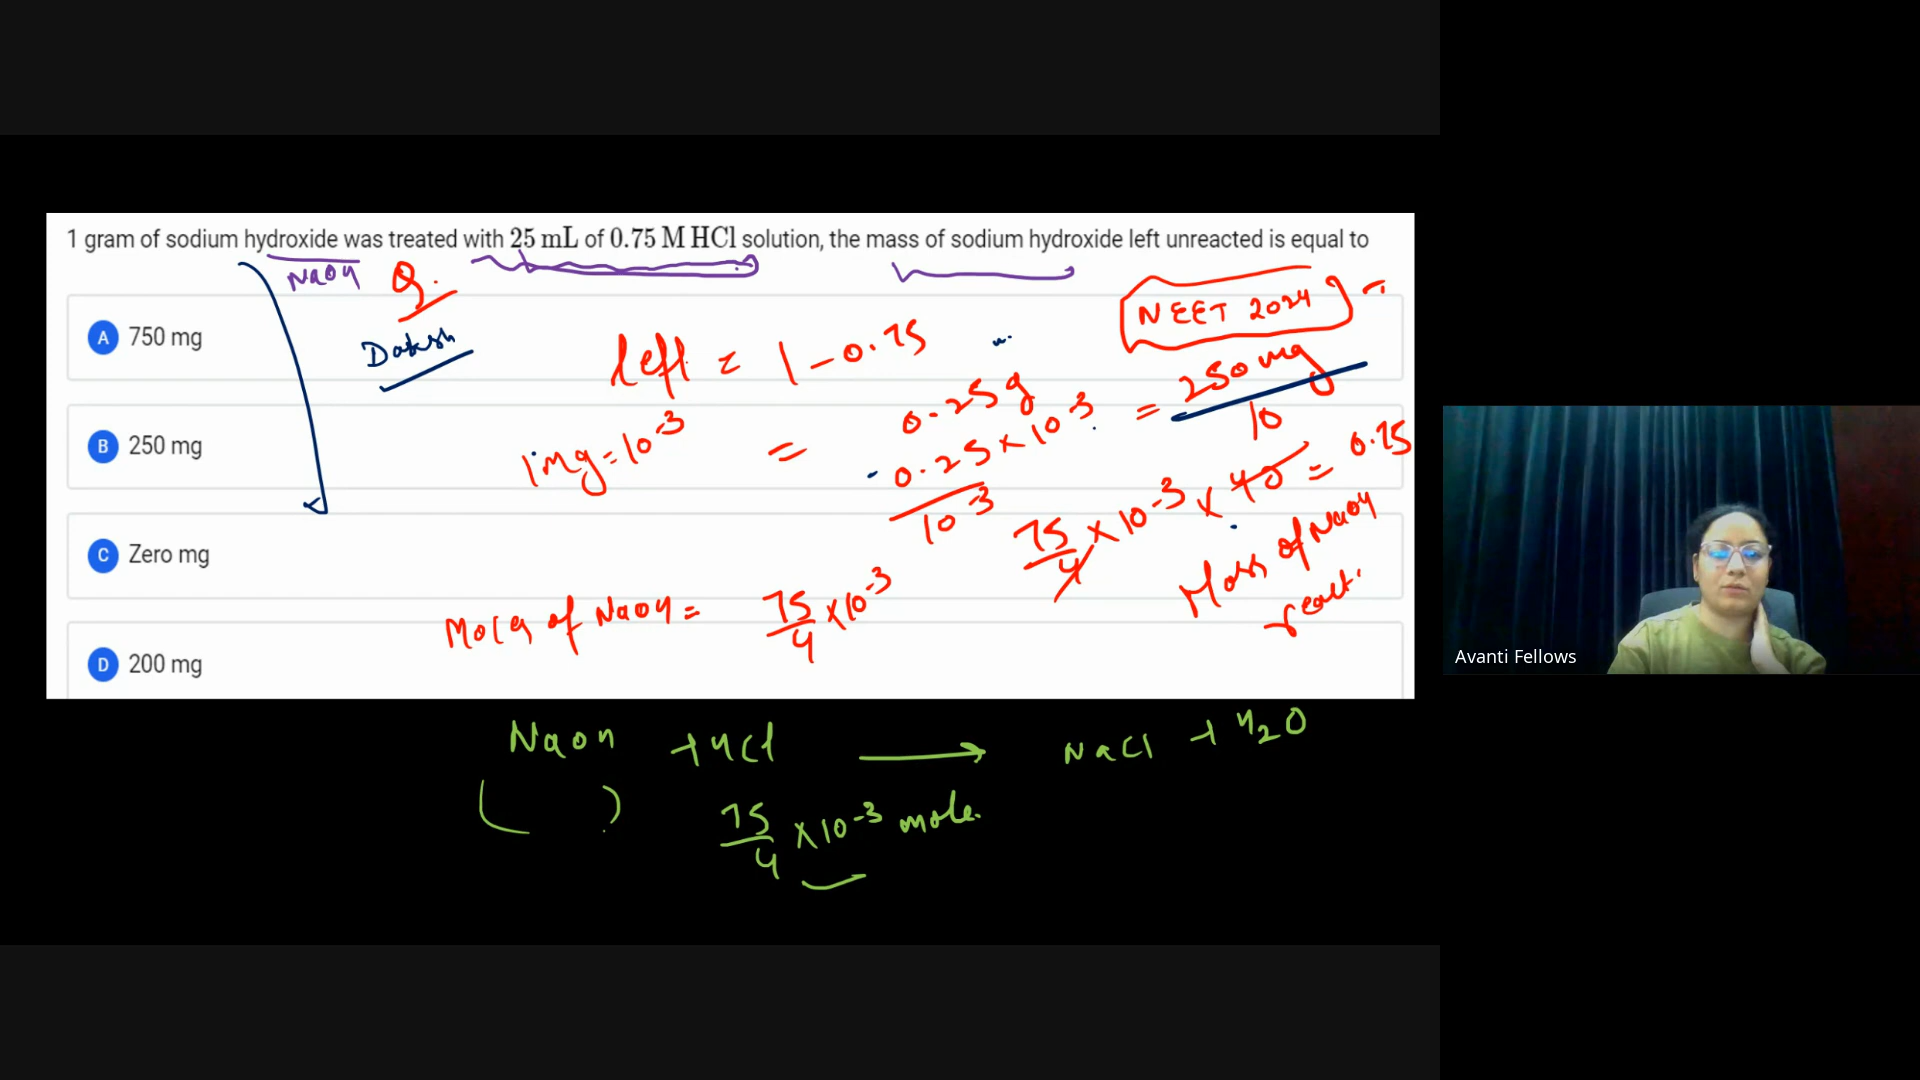 1 gram of sodium hydroxide was treated with 25 mL of 0.75 M HCl solution, the mass of sodium hydroxide left unreacted is equal to
NaOH
Q.
NEET 2024
A 750 mg
Daksh
left = 1 - 0.75
0.25g
B 250 mg
1mg = 10-3
= 0.25 × 10-3 / 10-3 = 250 mg
75/4 × 10-3 × 40 10 = 0.75
C Zero mg
Mass of NaOH react.
Moles of NaOH = 75/4 × 10-3
D 200 mg
NaOH + HCl → NaCl + H2O
( ) 75/4 × 10-3 mole.
Avanti Fellows